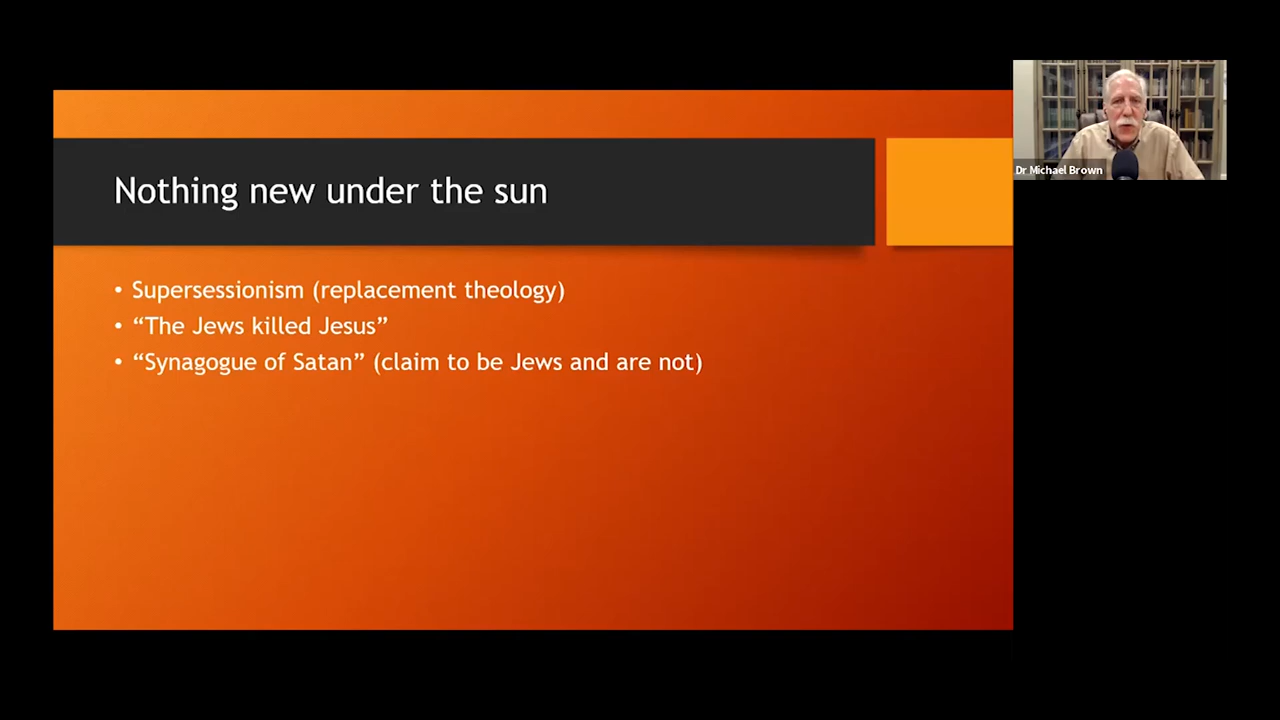 Nothing new under the sun
• Supersessionism (replacement theology)
• “The Jews killed Jesus”
• “Synagogue of Satan” (claim to be Jews and are not)
Dr Michael Brown